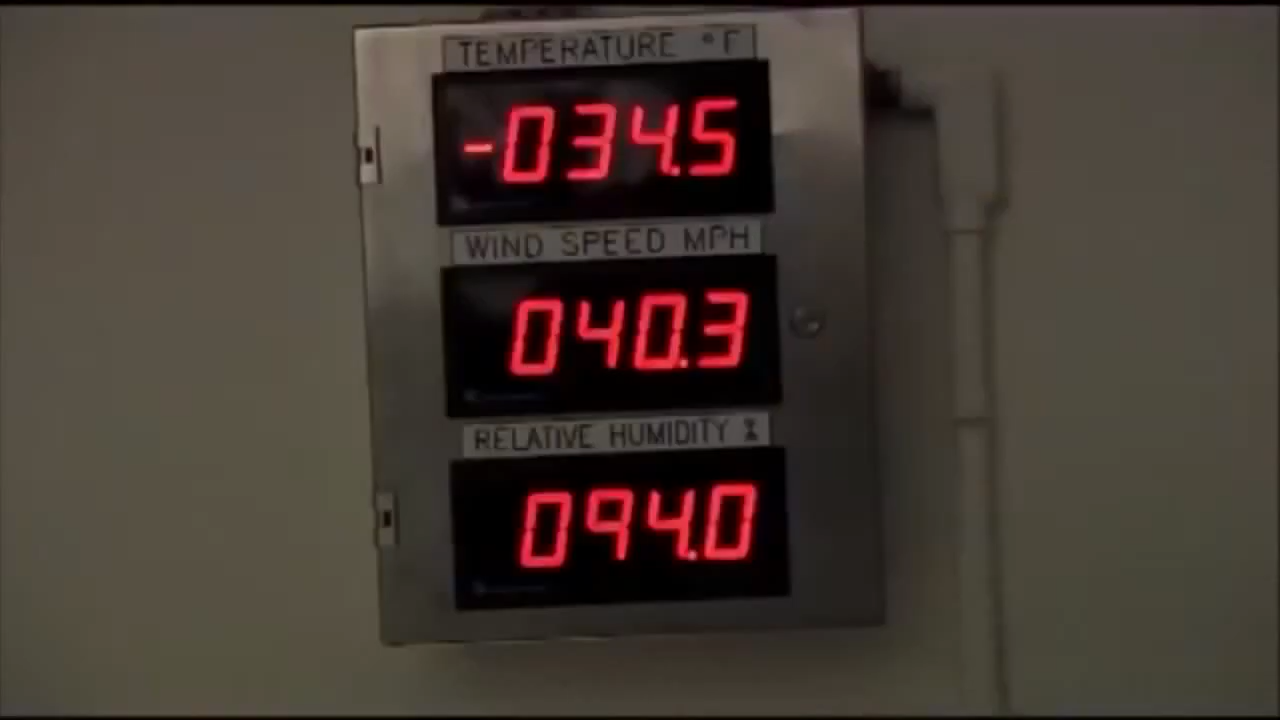 TEMPERATURE °F
-034.5
WIND SPEED MPH
040.3
RELATIVE HUMIDITY %
094.0